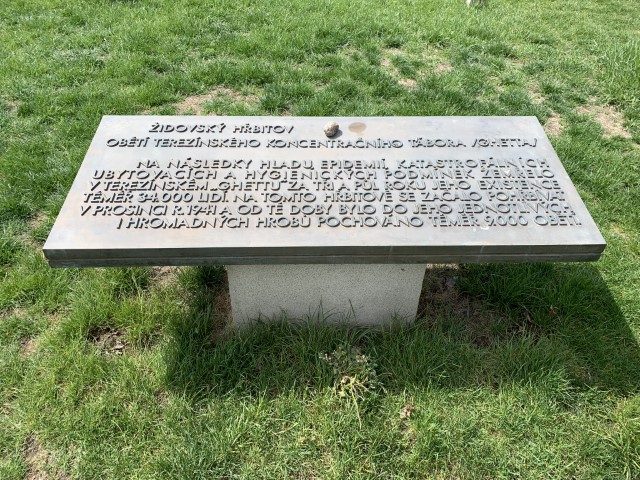 ŽIDOVSKÝ HŘBITOV
OBĚTÍ TEREZÍNSKÉHO KONCENTRAČNÍHO TÁBORA /GHETTA/
NA NÁSLEDKY HLADU, EPIDEMIÍ, KATASTROFÁLNÍCH
UBYTOVACÍCH A HYGIENICKÝCH PODMÍNEK ZEMŘELO
V TEREZÍNSKÉM GHETTU ZA TŘI A PŮL ROKU JEHO EXISTENCE
TÉMĚŘ 34.000 LIDÍ. NA TOMTO HŘBITOVĚ SE ZAČALO POHŘBÍVAT
V PROSINCI R. 1941 A OD TÉ DOBY BYLO DO JEHO JEDNOTLIVÝCH
I HROMADNÝCH HROBŮ POCHOVÁNO TÉMĚŘ 9.000 OBĚTÍ